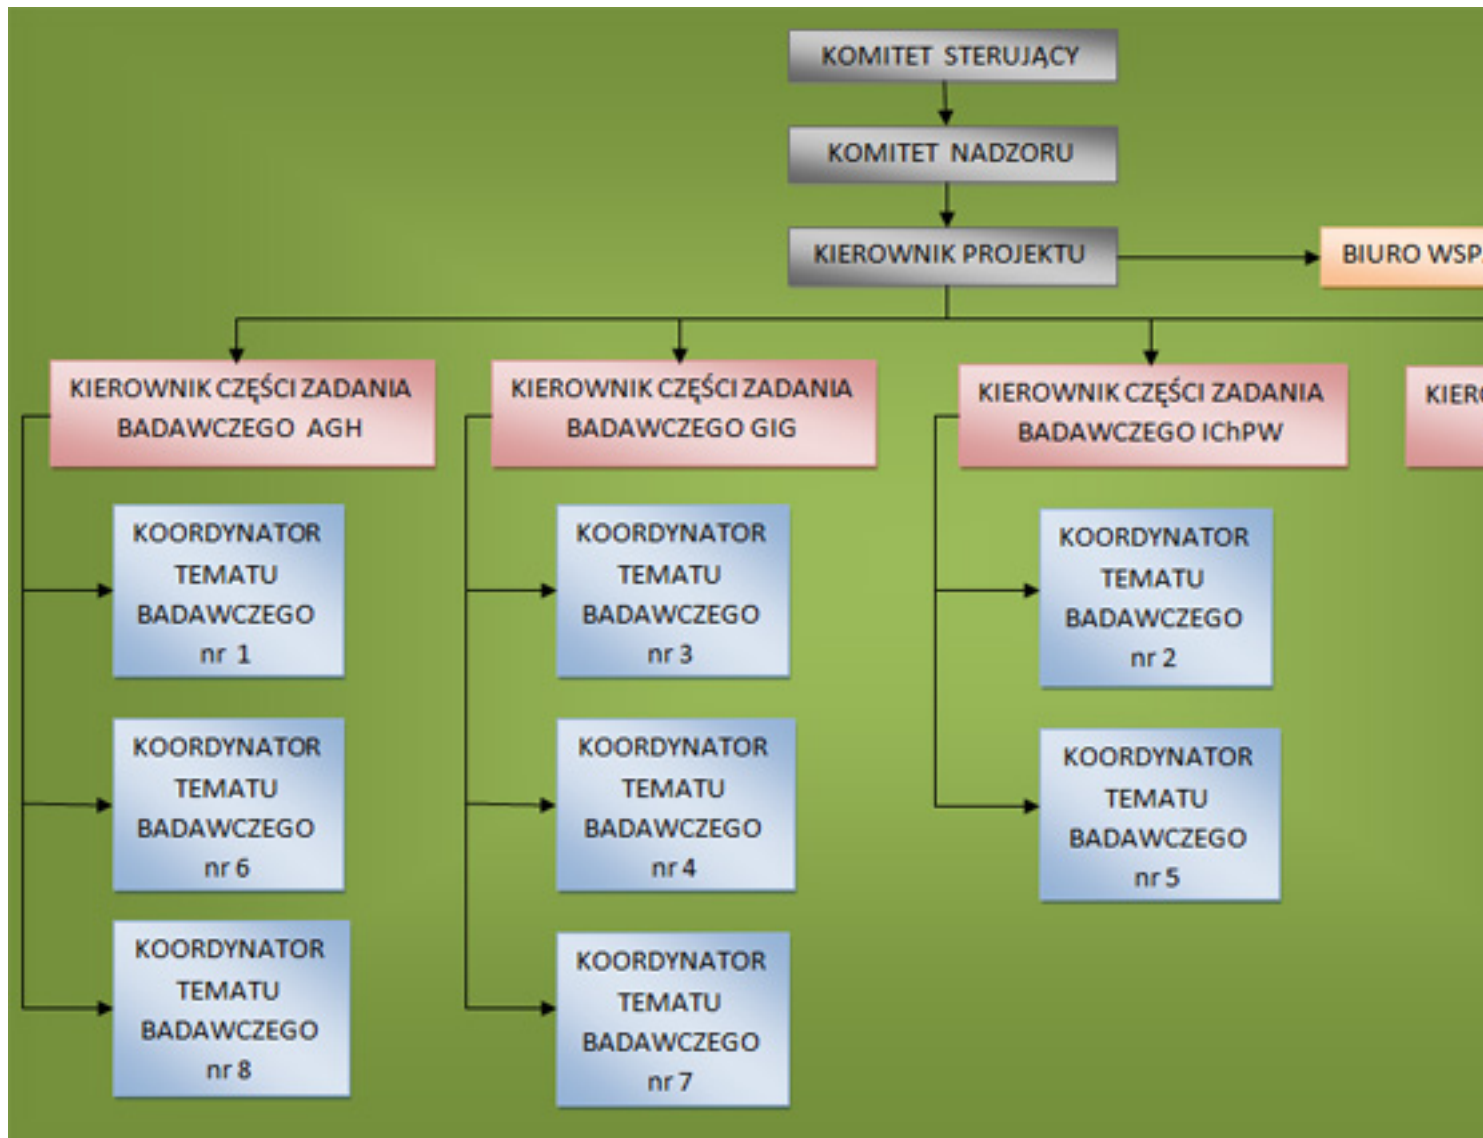 KOMITET STERUJĄCY
KOMITET NADZORU
KIEROWNIK PROJEKTU
BIURO
KIEROWNIK CZĘŚCI ZADANIA
BADAWCZEGO AGH
KIEROWNIK CZĘŚCI ZADANIA
BADAWCZEGO GIG
KIEROWNIK CZĘŚCI ZADANIA
BADAWCZEGO IChPW
KOORDYNATOR
TEMATU
BADAWCZEGO
nr 1
KOORDYNATOR
TEMATU
BADAWCZEGO
nr 6
KOORDYNATOR
TEMATU
BADAWCZEGO
nr 8
KOORDYNATOR
TEMATU
BADAWCZEGO
nr 3
KOORDYNATOR
TEMATU
BADAWCZEGO
nr 4
KOORDYNATOR
TEMATU
BADAWCZEGO
nr 7
KOORDYNATOR
TEMATU
BADAWCZEGO
nr 2
KOORDYNATOR
TEMATU
BADAWCZEGO
nr 5